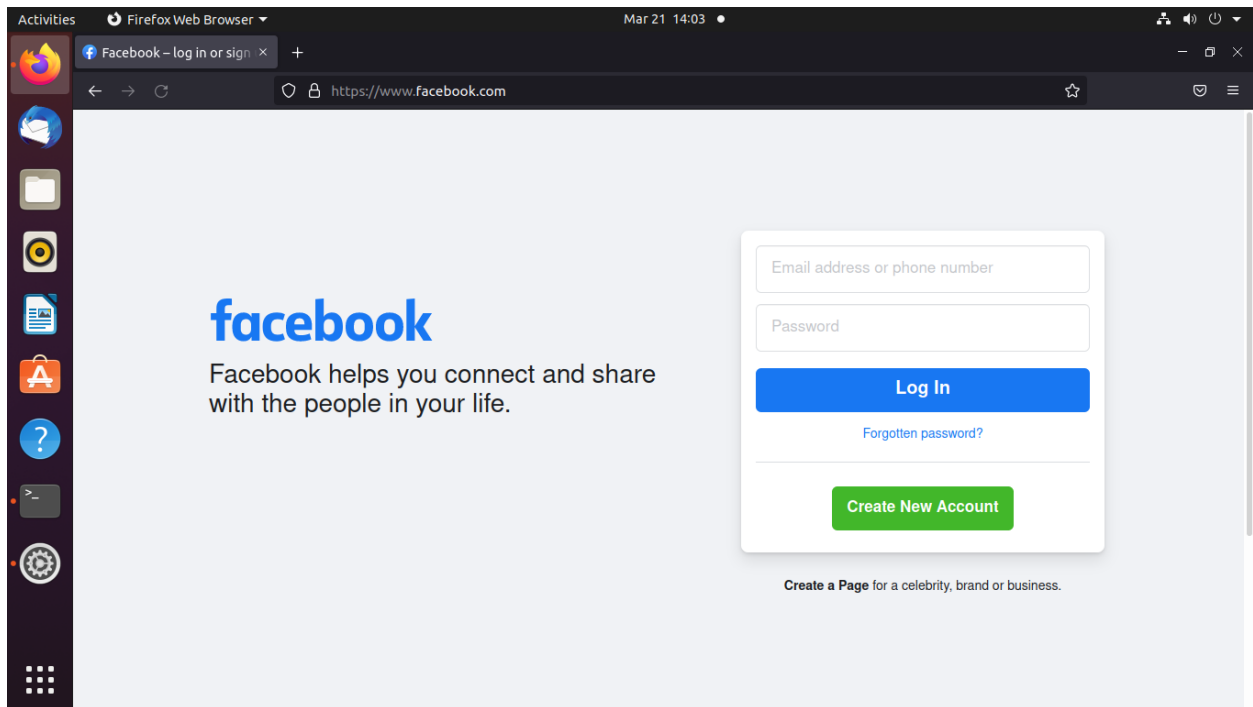 Activities Firefox Web Browser Mar 21 14:03
Facebook – log in or sign
https://www.facebook.com
facebook
Facebook helps you connect and share
with the people in your life.
Email address or phone number
Password
Log In
Forgotten password?
Create New Account
Create a Page for a celebrity, brand or business.